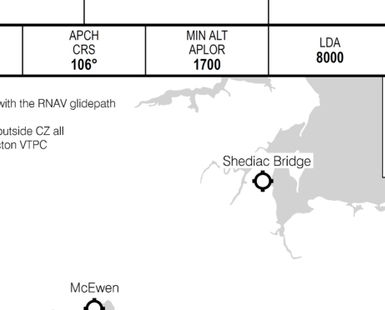 APCH
CRS
106°
MIN ALT
APLOR
1700
LDA
8000
with the RNAV glidepath
outside CZ all
cton VTPC
Shediac Bridge
McEwen